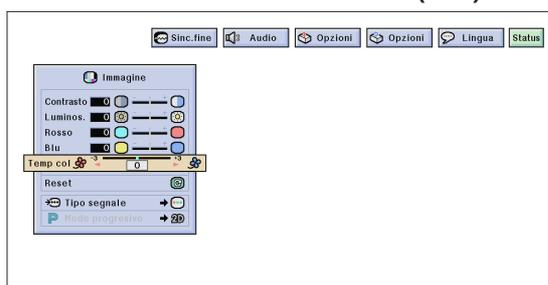 Sinc.fine Audio Opzioni Opzioni Lingua Status
Immagine
Contrasto 0
Luminos. 0
Rosso 0
Blu 0
Temp col -3 0 +3
Reset
Tipo segnale
P Modo progresivo 2D